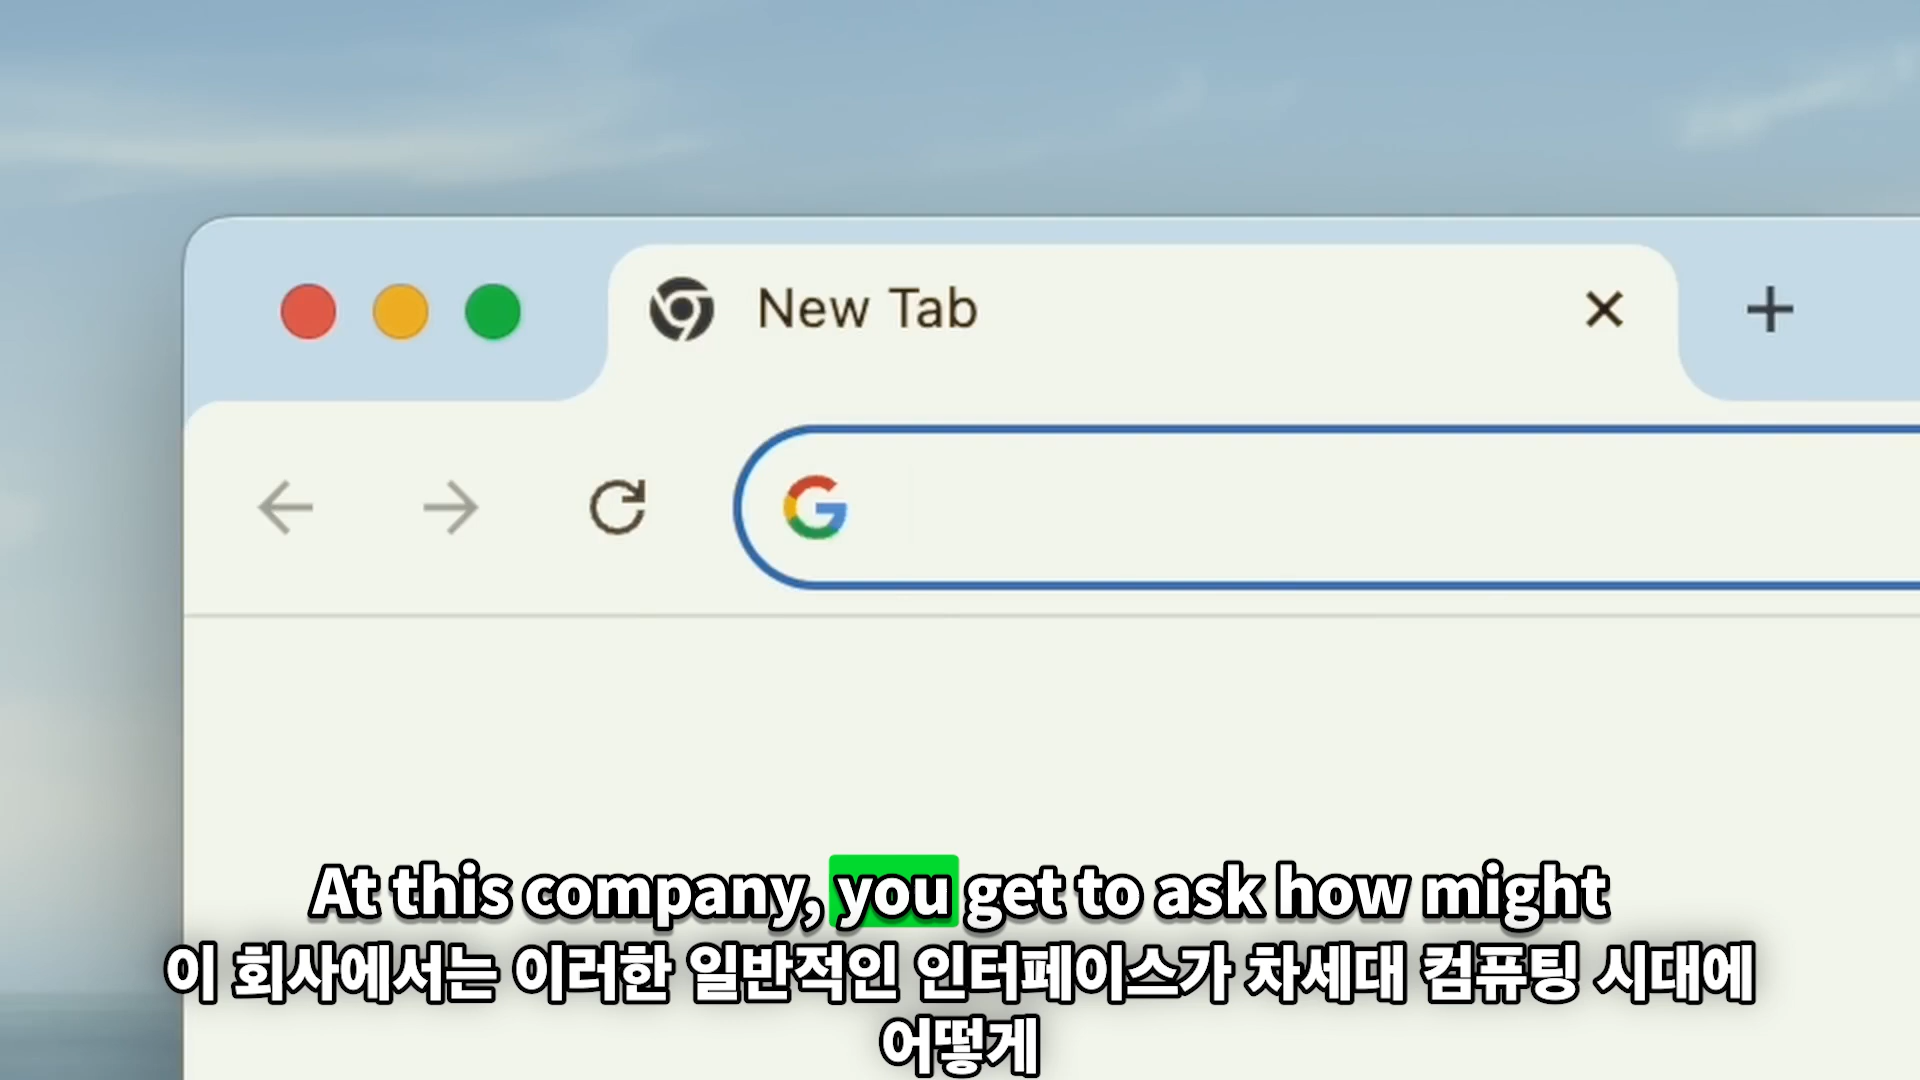 New Tab
At this company, you get to ask how might
이 회사에서는 이러한 일반적인 인터페이스가 차세대 컴퓨팅 시대에
어떻게